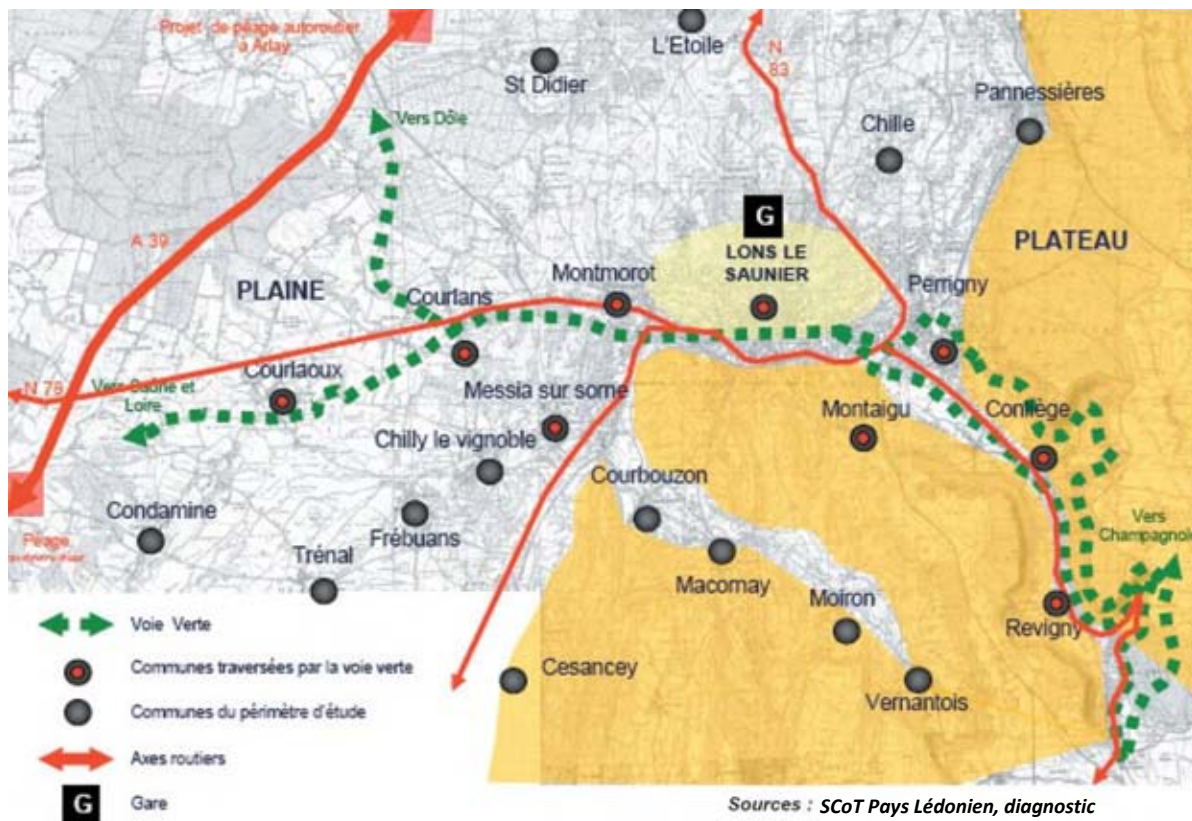 Projet de péage autoroutier
à Arlay
L'Etoile
N
83
St Didier
Pannessières
Vers Dôle
Chille
G
PLATEAU
LONS LE
SAUNIER
A 39
Montmorot
PLAINE
Perrigny
Courlans
N 78
Vers Saône et
Loire
Courlaoux
Messia sur sorne
Montaigu
Conliège
Chilly le vignoble
Courbouzon
Condamine
Frébuans
Vers
Champagnole
Péage
Trénal
Macornay
Moiron
Revigny
Voie Verte
Communes traversées par la voie verte
Cesancey
Vernantois
Communes du périmètre d'étude
Axes routiers
G
Gare
Sources : SCoT Pays Lédonien, diagnostic